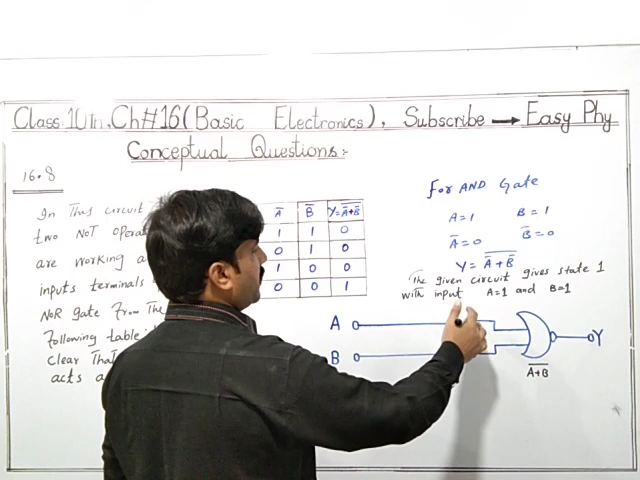 Class 10th, Ch#16 (Basic Electronics), Subscribe → Easy Phy
Conceptual Questions:-
16.8
In This circuit
two NOT operat
are working a
inputs terminals
NOR gate from The
Following table i
clear That
acts a
A̅ B̅ Y=A̅+B̅
1 1 0
0 1 0
1 0 0
0 0 1
For AND Gate
A=1 B=1
A̅=0 B̅=0
Y=A̅+B̅
The given circuit gives state 1
with input A=1 and B=1
A
B
Y
A+B